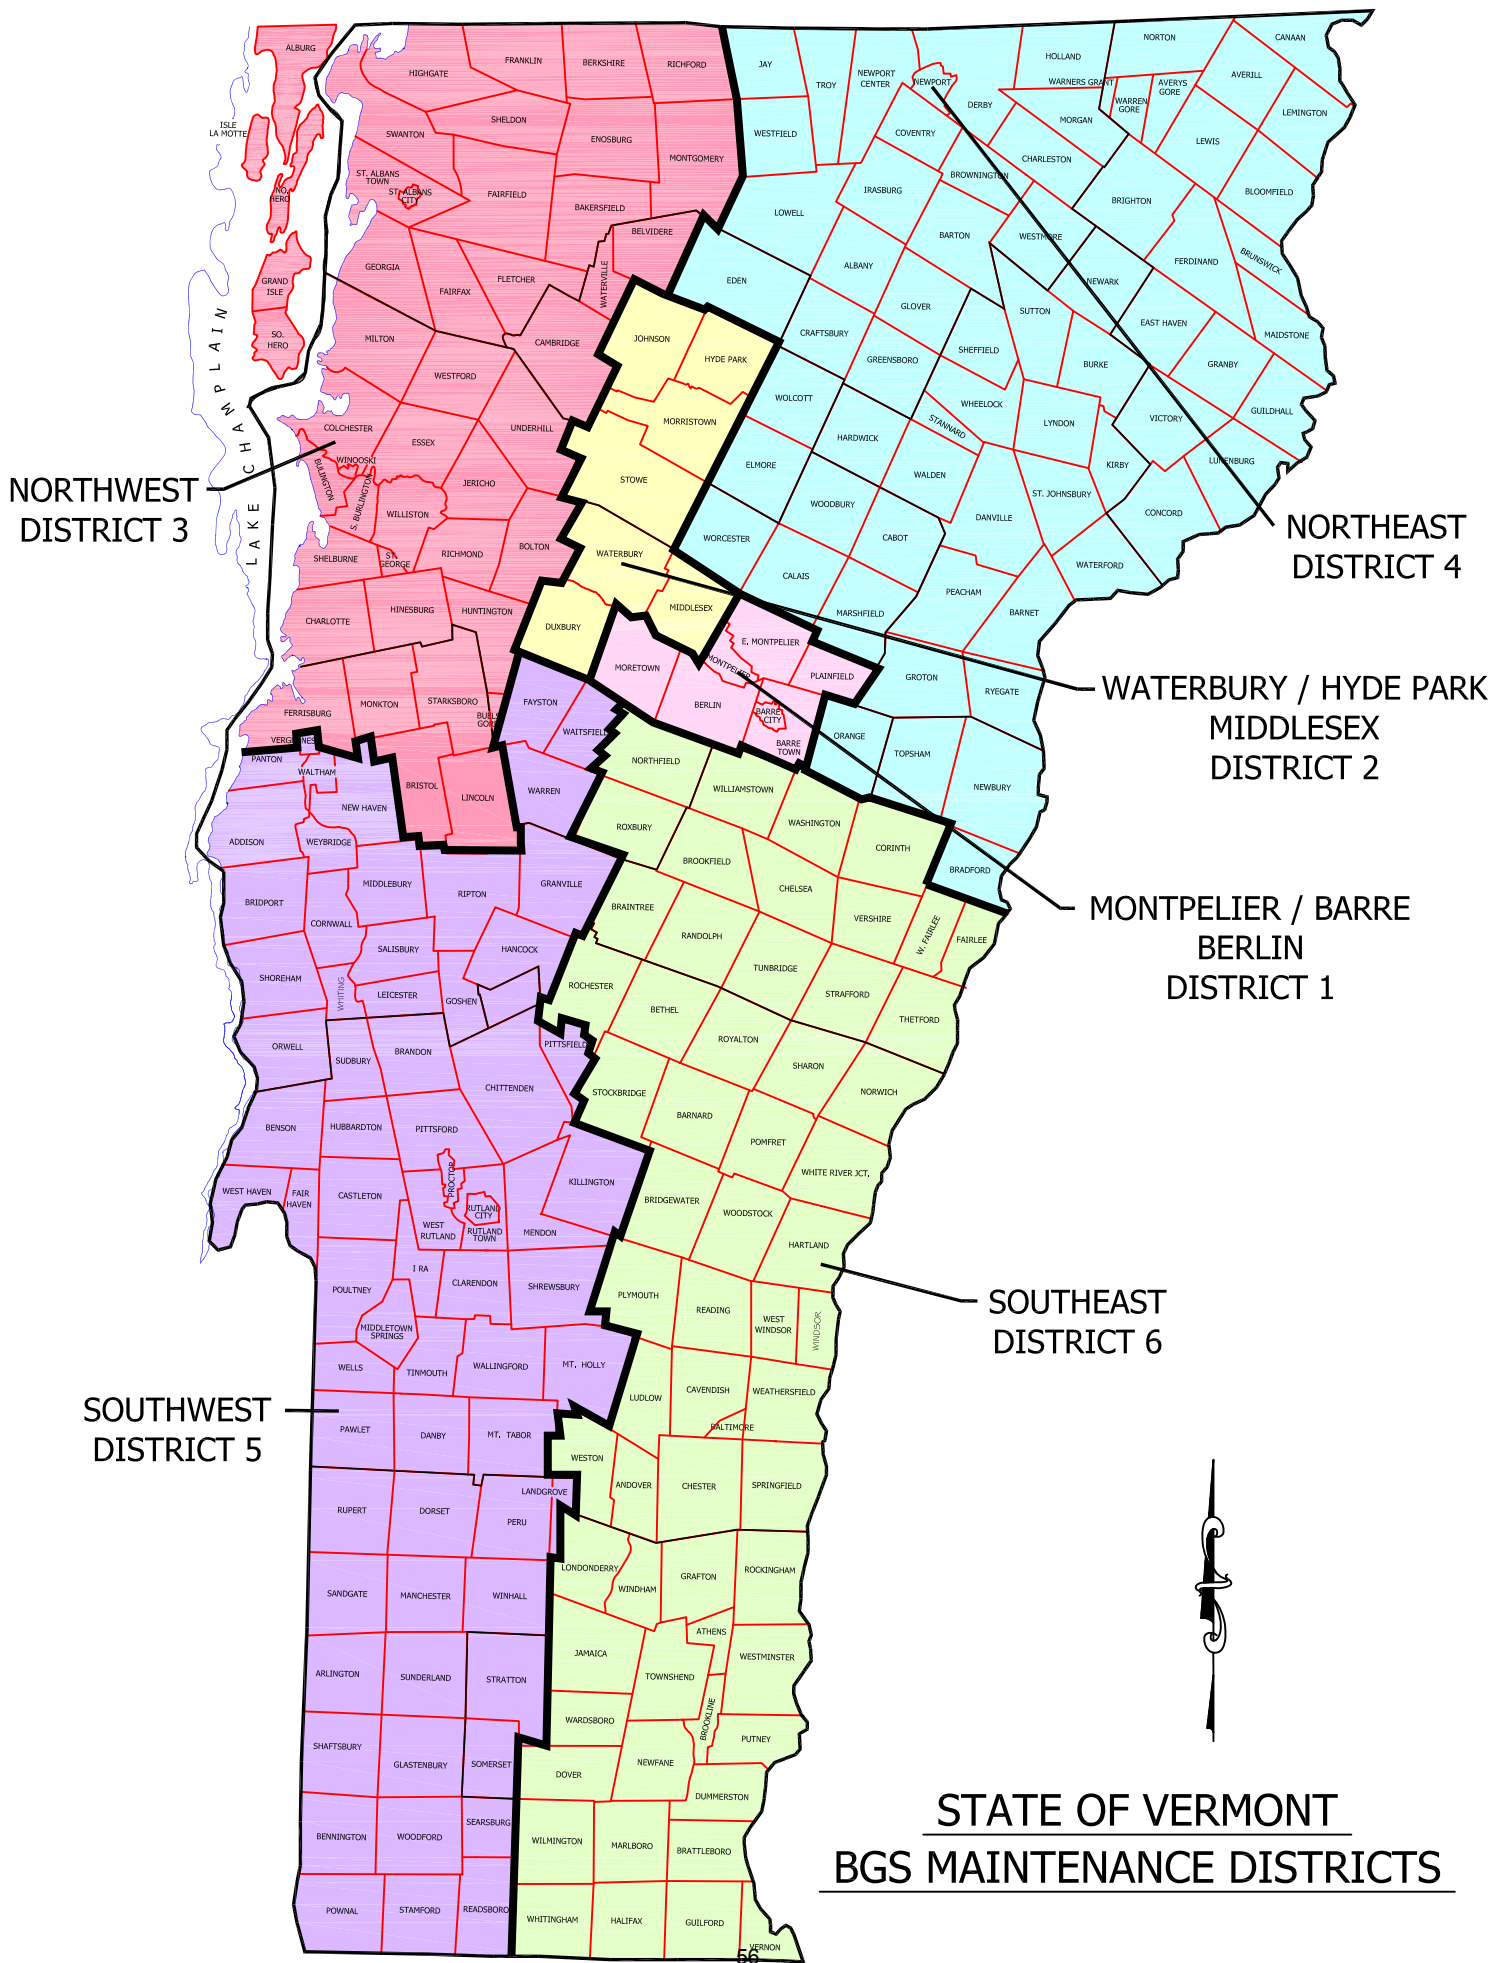 ALBURG
ISLE
LA MOTTE
NO.
HERO
GRAND
ISLE
SO.
HERO
LAKE CHAMPLAIN
HIGHGATE
FRANKLIN
BERKSHIRE
RICHFORD
SWANTON
SHELDON
ENOSBURG
MONTGOMERY
ST. ALBANS
TOWN
ST. ALBANS
CITY
FAIRFIELD
BAKERSFIELD
BELVIDERE
GEORGIA
FAIRFAX
FLETCHER
WATERVILLE
MILTON
CAMBRIDGE
WESTFORD
COLCHESTER
ESSEX
UNDERHILL
WINOOSKI
BULINGTON
S. BURLINGTON
JERICHO
WILLISTON
SHELBURNE
ST.
GEORGE
RICHMOND
BOLTON
CHARLOTTE
HINESBURG
HUNTINGTON
FERRISBURG
MONKTON
STARKSBORO
BUELS
GORE
BRISTOL
LINCOLN
NORTHWEST
DISTRICT 3
JAY
TROY
NEWPORT
CENTER
NEWPORT
DERBY
HOLLAND
NORTON
CANAAN
WARNERS GRANT
WARREN
GORE
AVERYS
GORE
AVERILL
LEMINGTON
WESTFIELD
COVENTRY
MORGAN
LEWIS
CHARLESTON
BROWNINGTON
BLOOMFIELD
IRASBURG
BRIGHTON
LOWELL
BARTON
WESTMORE
FERDINAND
BRUNSWICK
EDEN
ALBANY
NEWARK
GLOVER
SUTTON
EAST HAVEN
MAIDSTONE
CRAFTSBURY
GREENSBORO
SHEFFIELD
BURKE
GRANBY
WOLCOTT
WHEELOCK
LYNDON
VICTORY
GUILDHALL
HARDWICK
STANNARD
ELMORE
WALDEN
KIRBY
LUNENBURG
WOODBURY
ST. JOHNSBURY
DANVILLE
CONCORD
WORCESTER
CABOT
CALAIS
WATERFORD
MARSHFIELD
PEACHAM
BARNET
GROTON
RYEGATE
ORANGE
TOPSHAM
NEWBURY
BRADFORD
NORTHEAST
DISTRICT 4
JOHNSON
HYDE PARK
MORRISTOWN
STOWE
WATERBURY
MIDDLESEX
DUXBURY
WATERBURY / HYDE PARK
MIDDLESEX
DISTRICT 2
E. MONTPELIER
MONTPELIER
MORETOWN
PLAINFIELD
BERLIN
BARRE
CITY
BARRE
TOWN
MONTPELIER / BARRE
BERLIN
DISTRICT 1
FAYSTON
WAITSFIELD
WARREN
VERGENNES
PANTON
WALTHAM
NEW HAVEN
ADDISON
WEYBRIDGE
MIDDLEBURY
RIPTON
GRANVILLE
BRIDPORT
CORNWALL
SALISBURY
HANCOCK
SHOREHAM
WHITING
LEICESTER
GOSHEN
ORWELL
SUDBURY
BRANDON
PITTSFIELD
CHITTENDEN
BENSON
HUBBARDTON
PITTSFORD
WEST HAVEN
FAIR
HAVEN
CASTLETON
PROCTOR
RUTLAND
CITY
KILLINGTON
WEST
RUTLAND
RUTLAND
TOWN
MENDON
I RA
POULTNEY
CLARENDON
SHREWSBURY
MIDDLETOWN
SPRINGS
WELLS
TINMOUTH
WALLINGFORD
MT. HOLLY
PAWLET
DANBY
MT. TABOR
LANDGROVE
RUPERT
DORSET
PERU
SANDGATE
MANCHESTER
WINHALL
ARLINGTON
SUNDERLAND
STRATTON
SHAFTSBURY
GLASTENBURY
SOMERSET
BENNINGTON
WOODFORD
SEARSBURG
POWNAL
STAMFORD
READSBORO
SOUTHWEST
DISTRICT 5
NORTHFIELD
WILLIAMSTOWN
WASHINGTON
ROXBURY
CORINTH
BROOKFIELD
CHELSEA
BRAINTREE
VERSHIRE
W. FAIRLEE
FAIRLEE
RANDOLPH
TUNBRIDGE
ROCHESTER
STRAFFORD
BETHEL
THETFORD
ROYALTON
SHARON
STOCKBRIDGE
NORWICH
BARNARD
POMFRET
WHITE RIVER JCT.
BRIDGEWATER
WOODSTOCK
HARTLAND
PLYMOUTH
READING
WEST
WINDSOR
WINDSOR
LUDLOW
CAVENDISH
WEATHERSFIELD
BALTIMORE
WESTON
ANDOVER
CHESTER
SPRINGFIELD
LONDONDERRY
WINDHAM
GRAFTON
ROCKINGHAM
JAMAICA
ATHENS
TOWNSHEND
WESTMINSTER
WARDSBORO
BROOKLINE
PUTNEY
DOVER
NEWFANE
DUMMERSTON
WILMINGTON
MARLBORO
BRATTLEBORO
WHITINGHAM
HALIFAX
GUILFORD
VERNON
SOUTHEAST
DISTRICT 6
STATE OF VERMONT
BGS MAINTENANCE DISTRICTS
56